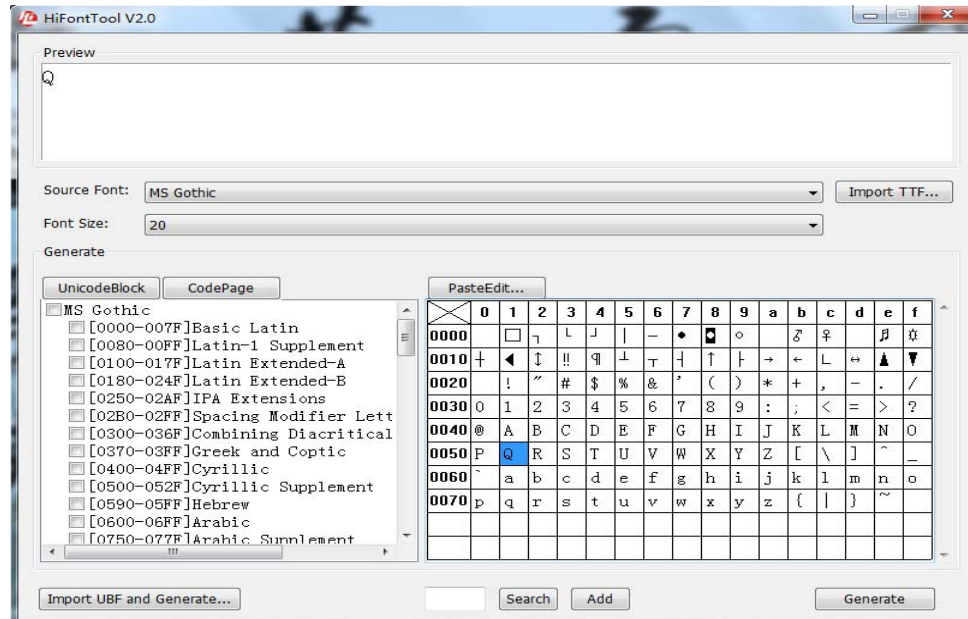 HiFontTool V2.0
Preview
Q
Source Font: MS Gothic Import TTF...
Font Size: 20
Generate
UnicodeBlock CodePage PasteEdit...
MS Gothic
[0000-007F]Basic Latin
[0080-00FF]Latin-1 Supplement
[0100-017F]Latin Extended-A
[0180-024F]Latin Extended-B
[0250-02AF]IPA Extensions
[02B0-02FF]Spacing Modifier Lett
[0300-036F]Combining Diacritical
[0370-03FF]Greek and Coptic
[0400-04FF]Cyrillic
[0500-052F]Cyrillic Supplement
[0590-05FF]Hebrew
[0600-06FF]Arabic
[0750-077F]Arabic Supplement
0 1 2 3 4 5 6 7 8 9 a b c d e f
0000 □ ┐ └ ┘ │ ─ • ◘ ○ ♂ ♀ ♬ ☼
0010 ┼ ◄ ↕ ‼ ¶ ┴ ┬ ┤ ↑ ├ → ← ∟ ↔ ▲ ▼
0020 ! " # $ % & ' ( ) * + , - . /
0030 0 1 2 3 4 5 6 7 8 9 : ; < = > ?
0040 @ A B C D E F G H I J K L M N O
0050 P Q R S T U V W X Y Z [ \ ] ^ _
0060 ` a b c d e f g h i j k l m n o
0070 p q r s t u v w x y z { | } ~
Import UBF and Generate... Search Add Generate